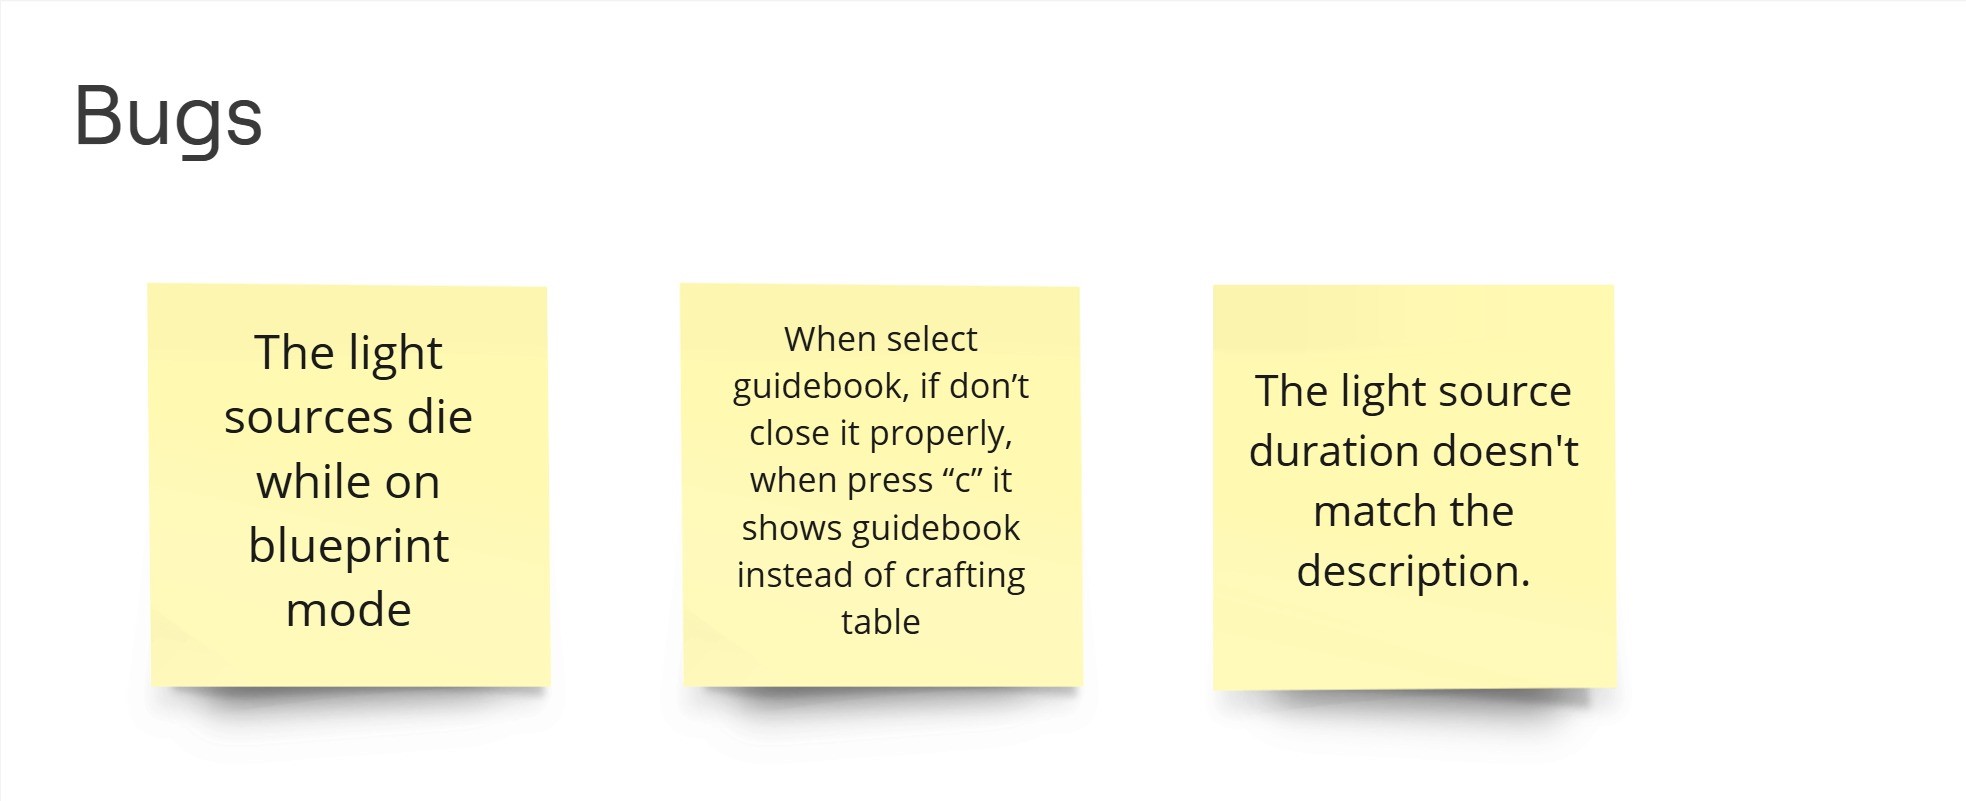 Bugs
The light
sources die
while on
blueprint
mode
When select
guidebook, if don’t
close it properly,
when press “c” it
shows guidebook
instead of crafting
table
The light source
duration doesn't
match the
description.